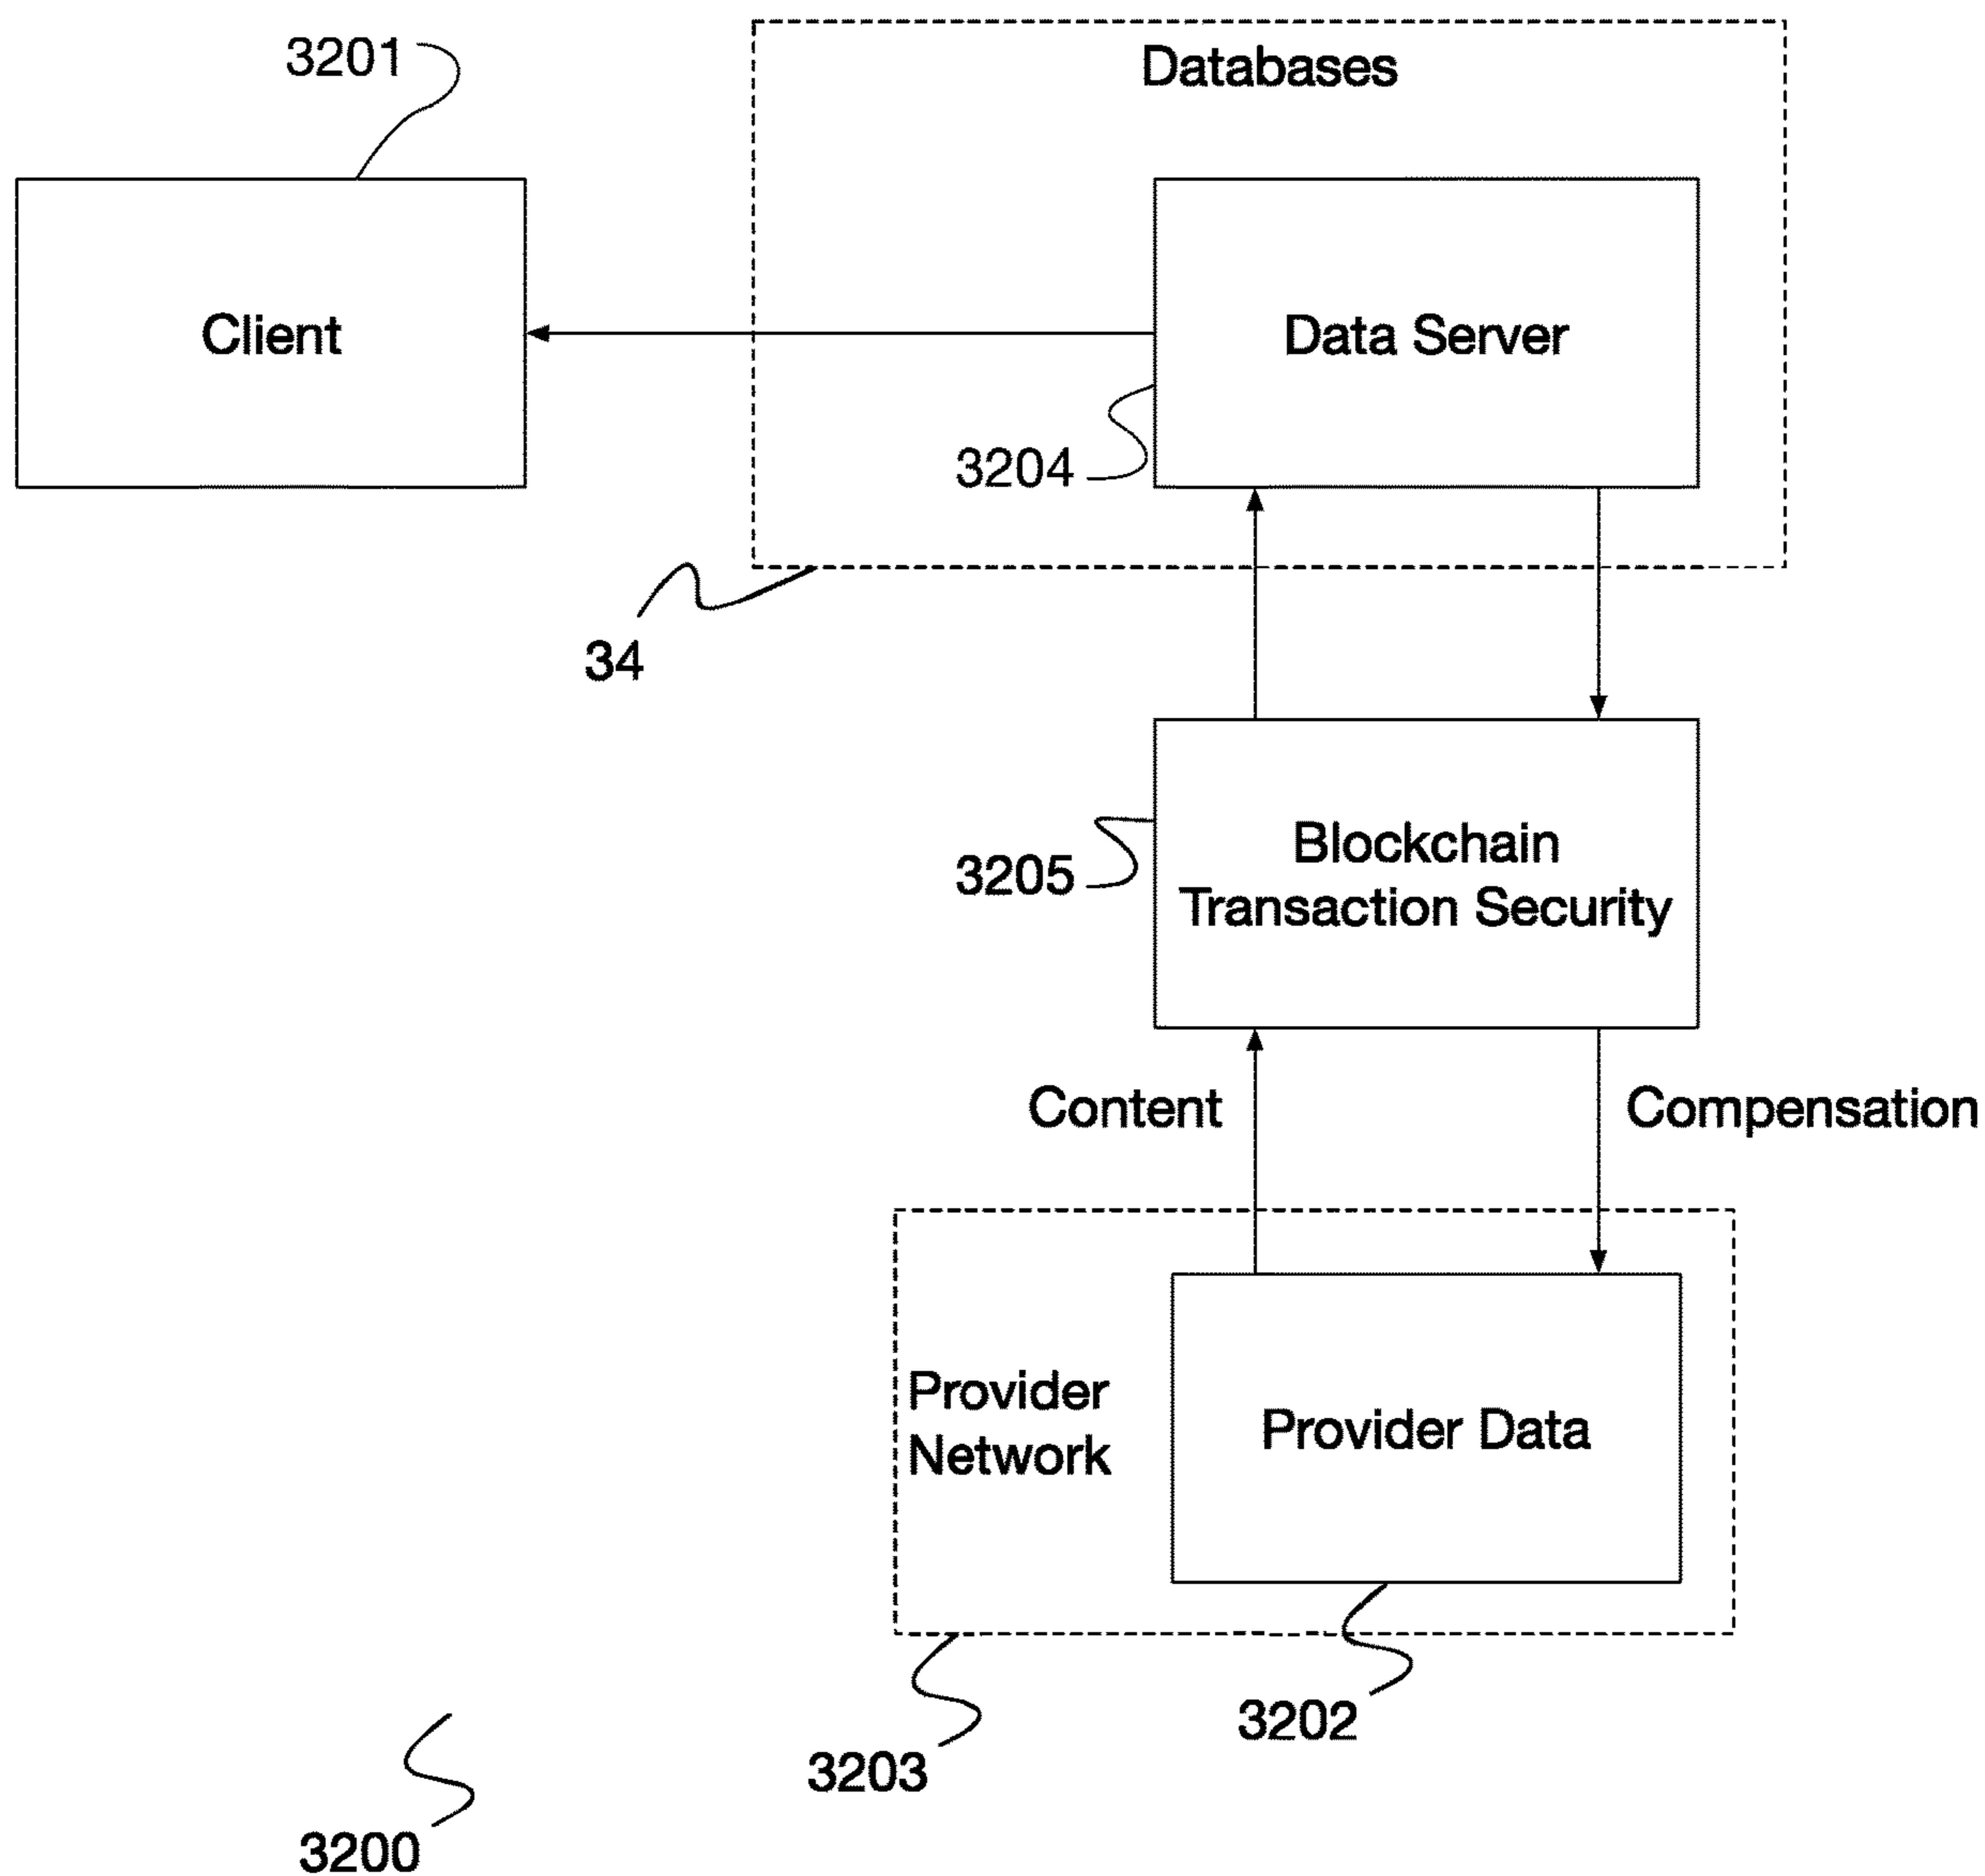 3201
Databases
Client
Data Server
3204
34
Blockchain
Transaction Security
3205
Content
Compensation
Provider
Network
Provider Data
3202
3203
3200